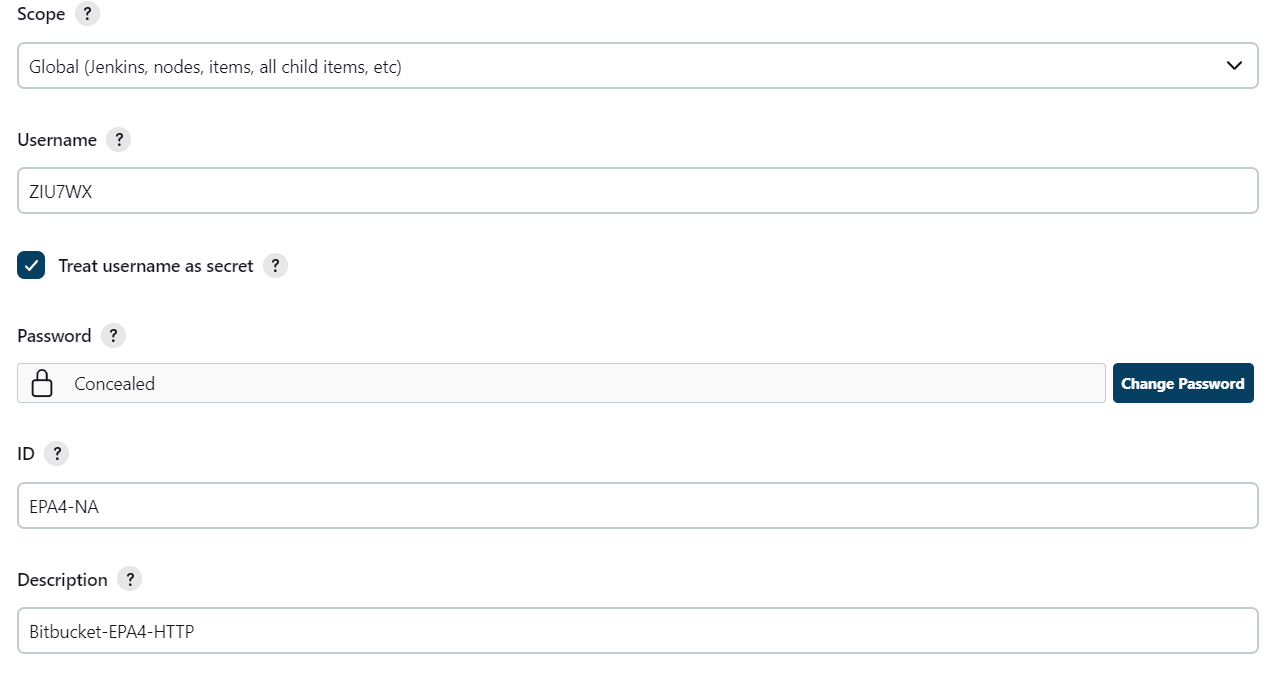 Scope ?
Global (Jenkins, nodes, items, all child items, etc)
Username ?
ZIU7WX
Treat username as secret ?
Password ?
Concealed
Change Password
ID ?
EPA4-NA
Description ?
Bitbucket-EPA4-HTTP